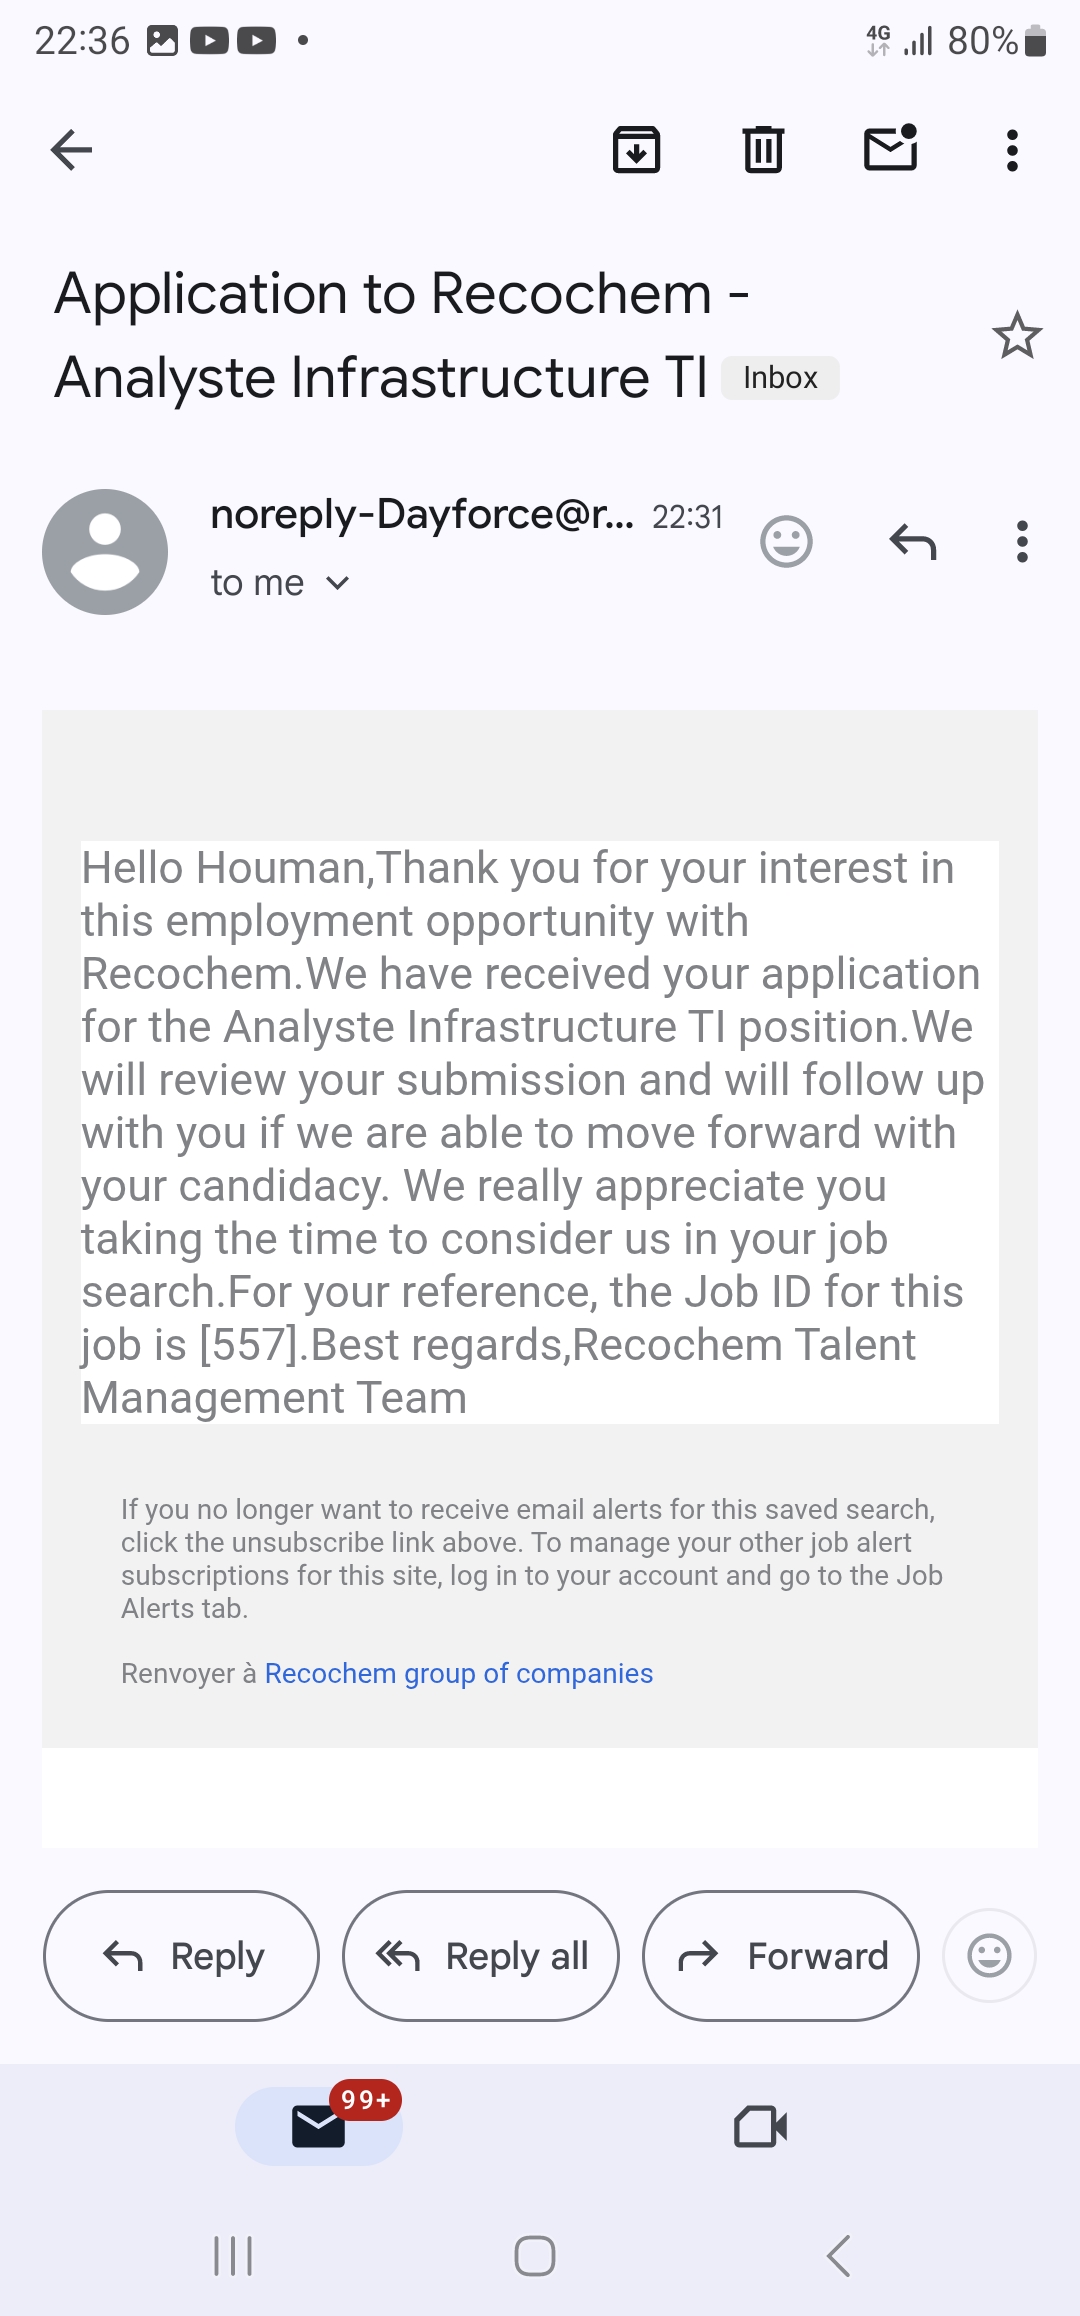 22:36
4G
80%
Application to Recochem -
Analyste Infrastructure TI Inbox
noreply-Dayforce@r... 22:31
to me
Hello Houman,Thank you for your interest in
this employment opportunity with
Recochem.We have received your application
for the Analyste Infrastructure TI position.We
will review your submission and will follow up
with you if we are able to move forward with
your candidacy. We really appreciate you
taking the time to consider us in your job
search.For your reference, the Job ID for this
job is [557].Best regards,Recochem Talent
Management Team
If you no longer want to receive email alerts for this saved search,
click the unsubscribe link above. To manage your other job alert
subscriptions for this site, log in to your account and go to the Job
Alerts tab.
Renvoyer à Recochem group of companies
Reply
Reply all
Forward
99+